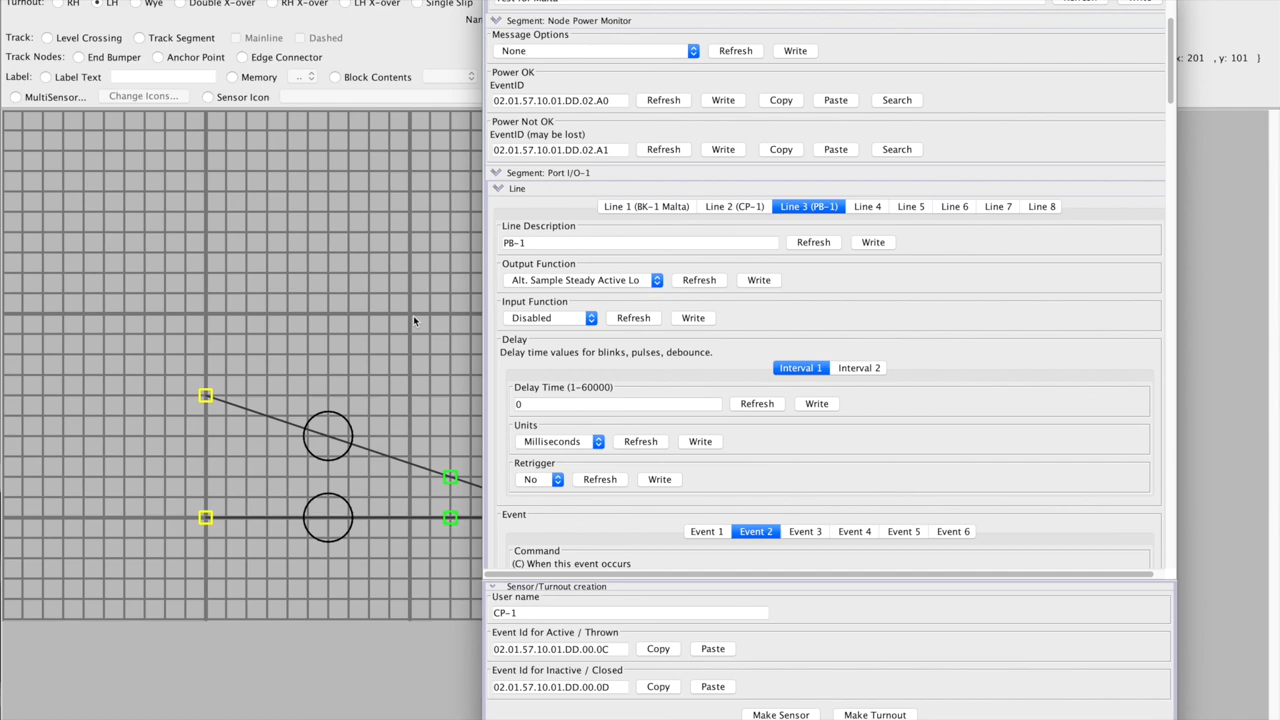 Turnout: RH LH Wye Double X-over RH X-over LH X-over Single Slip
Track: Level Crossing Track Segment Mainline Dashed
Track Nodes: End Bumper Anchor Point Edge Connector
Label: Label Text Memory .. Block Contents
MultiSensor... Change Icons... Sensor Icon
x: 201 , y: 101 )
Segment: Node Power Monitor
Message Options
None Refresh Write
Power OK
EventID
02.01.57.10.01.DD.02.A0 Refresh Write Copy Paste Search
Power Not OK
EventID (may be lost)
02.01.57.10.01.DD.02.A1 Refresh Write Copy Paste Search
Segment: Port I/O-1
Line
Line 1 (BK-1 Malta) Line 2 (CP-1) Line 3 (PB-1) Line 4 Line 5 Line 6 Line 7 Line 8
Line Description
PB-1 Refresh Write
Output Function
Alt. Sample Steady Active Lo Refresh Write
Input Function
Disabled Refresh Write
Delay
Delay time values for blinks, pulses, debounce.
Interval 1 Interval 2
Delay Time (1-60000)
0 Refresh Write
Units
Milliseconds Refresh Write
Retrigger
No Refresh Write
Event
Event 1 Event 2 Event 3 Event 4 Event 5 Event 6
Command
(C) When this event occurs
Sensor/Turnout creation
User name
CP-1
Event Id for Active / Thrown
02.01.57.10.01.DD.00.0C Copy Paste
Event Id for Inactive / Closed
02.01.57.10.01.DD.00.0D Copy Paste
Make Sensor Make Turnout